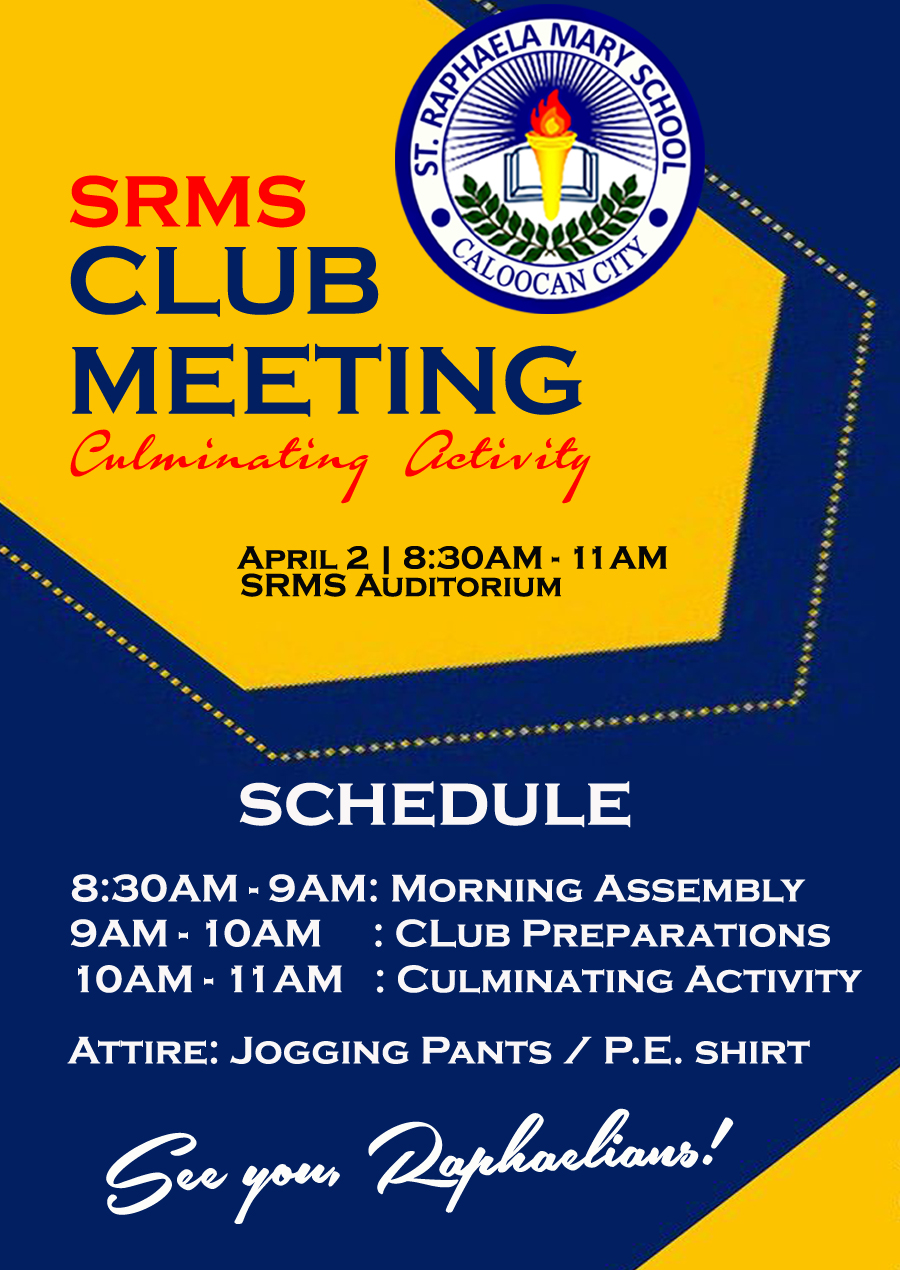 ST. RAPHAELA MARY SCHOOL
CALOOCAN CITY
SRMS
CLUB
MEETING
Culminating Activity
APRIL 2 | 8:30AM - 11AM
SRMS AUDITORIUM
SCHEDULE
8:30AM - 9AM: MORNING ASSEMBLY
9AM - 10AM : CLUB PREPARATIONS
10AM - 11AM : CULMINATING ACTIVITY
ATTIRE: JOGGING PANTS / P.E. SHIRT
See you, Raphaelians!